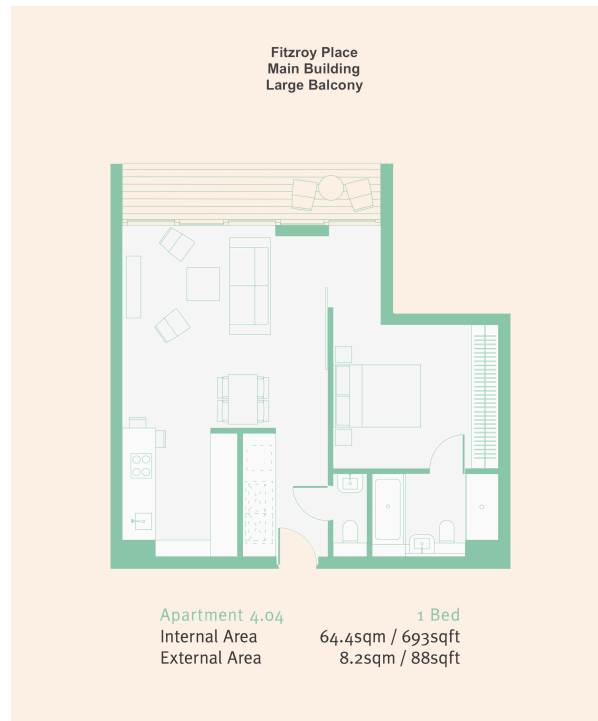 Fitzroy Place
Main Building
Large Balcony
Apartment 4.04 1 Bed
Internal Area 64.4sqm / 693sqft
External Area 8.2sqm / 88sqft